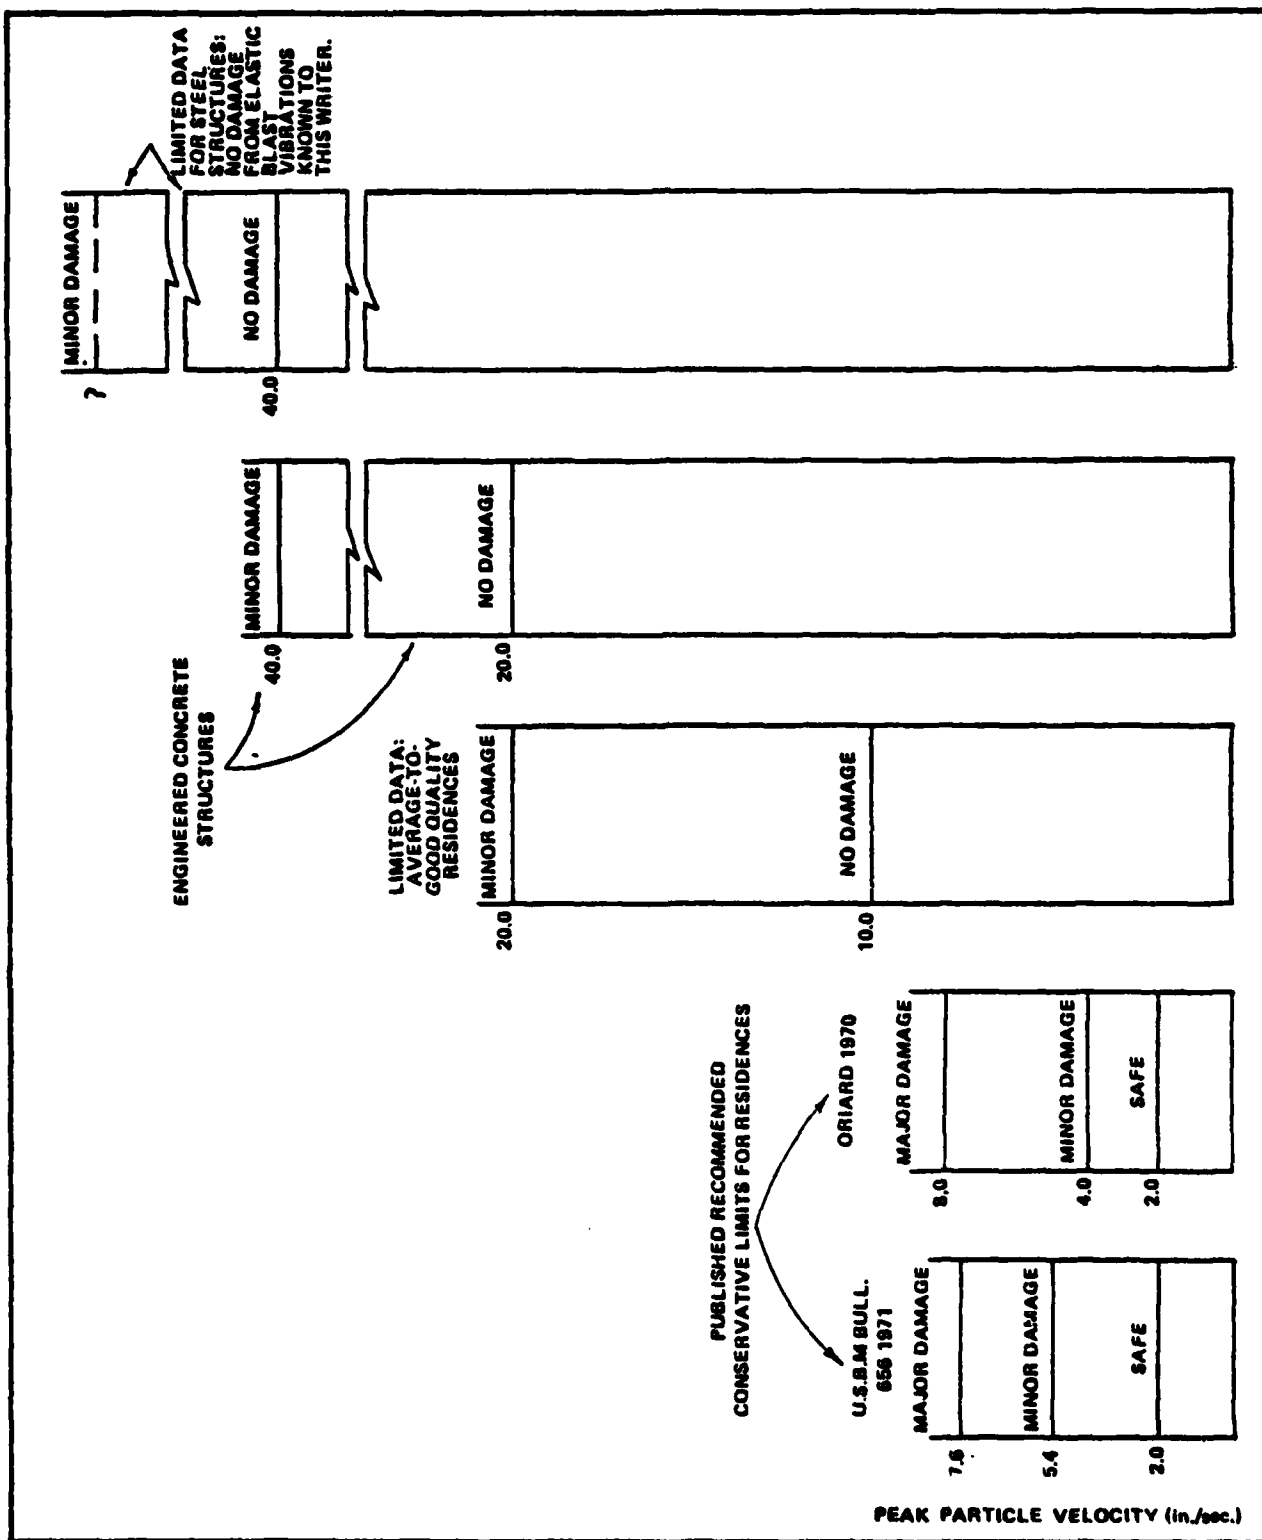 PEAK PARTICLE VELOCITY (in./sec.)
PUBLISHED RECOMMENDED
CONSERVATIVE LIMITS FOR RESIDENCES
U.S.B.M BULL.
656 1971
MAJOR DAMAGE
7.6
MINOR DAMAGE
5.4
SAFE
2.0
ORIARD 1970
MAJOR DAMAGE
8.0
MINOR DAMAGE
4.0
SAFE
2.0
LIMITED DATA:
AVERAGE-TO-
GOOD QUALITY
RESIDENCES
MINOR DAMAGE
20.0
NO DAMAGE
10.0
ENGINEERED CONCRETE
STRUCTURES
MINOR DAMAGE
40.0
NO DAMAGE
20.0
MINOR DAMAGE
?
NO DAMAGE
40.0
LIMITED DATA
FOR STEEL
STRUCTURES:
NO DAMAGE
FROM ELASTIC
BLAST
VIBRATIONS
KNOWN TO
THIS WRITER.